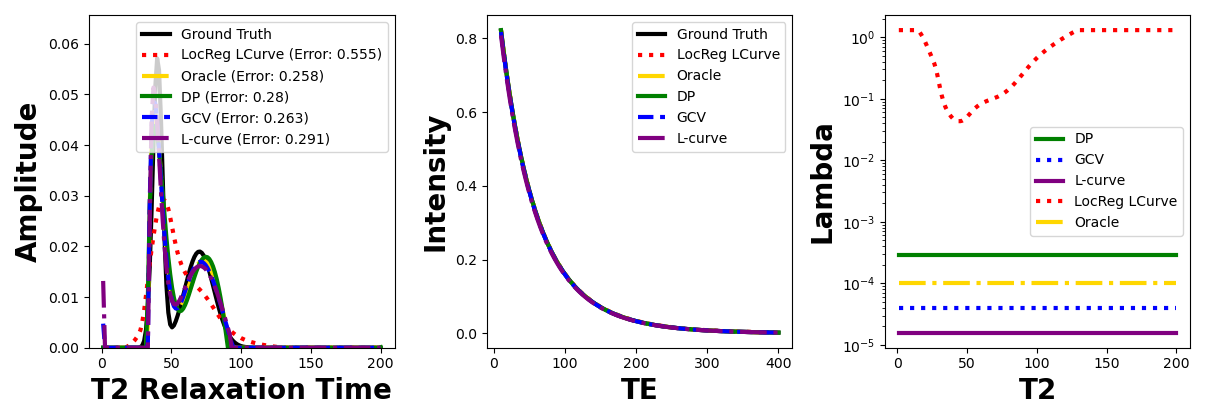 Amplitude
0.06
0.05
0.04
0.03
0.02
0.01
0.00
0
50
100
150
200
T2 Relaxation Time
Ground Truth
LocReg LCurve (Error: 0.555)
Oracle (Error: 0.258)
DP (Error: 0.28)
GCV (Error: 0.263)
L-curve (Error: 0.291)
Intensity
0.8
0.6
0.4
0.2
0.0
0
100
200
300
400
TE
Ground Truth
LocReg LCurve
Oracle
DP
GCV
L-curve
Lambda
10⁰
10⁻¹
10⁻²
10⁻³
10⁻⁴
10⁻⁵
0
50
100
150
200
T2
DP
GCV
L-curve
LocReg LCurve
Oracle